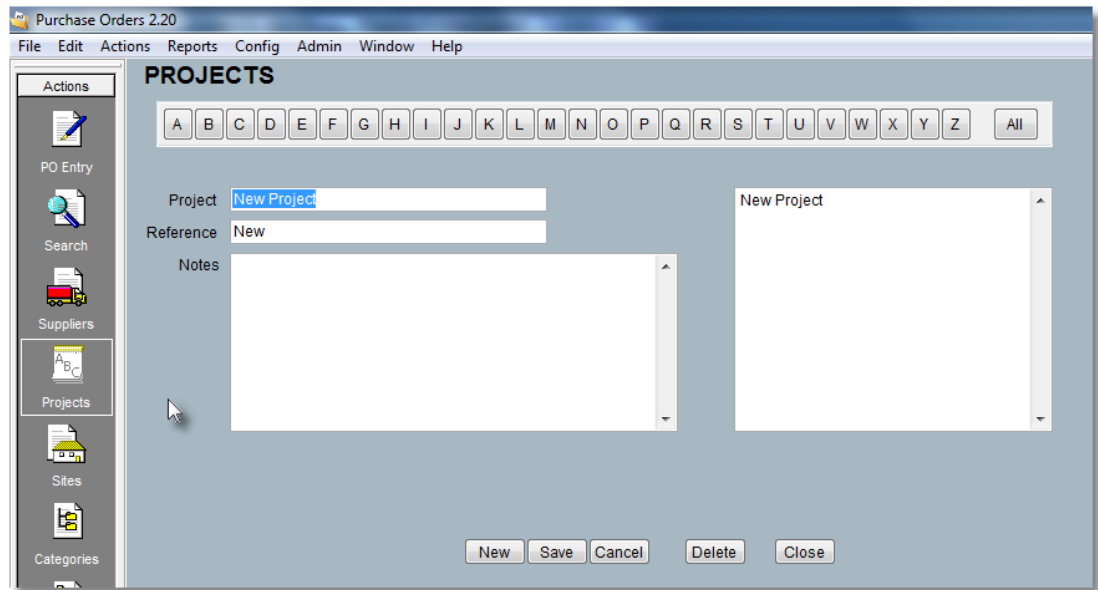 Purchase Orders 2.20
File Edit Actions Reports Config Admin Window Help
Actions
PROJECTS
A B C D E F G H I J K L M N O P Q R S T U V W X Y Z All
PO Entry
Project New Project
New Project
Reference New
Search
Notes
Suppliers
ABC
Projects
Sites
New Save Cancel Delete Close
Categories